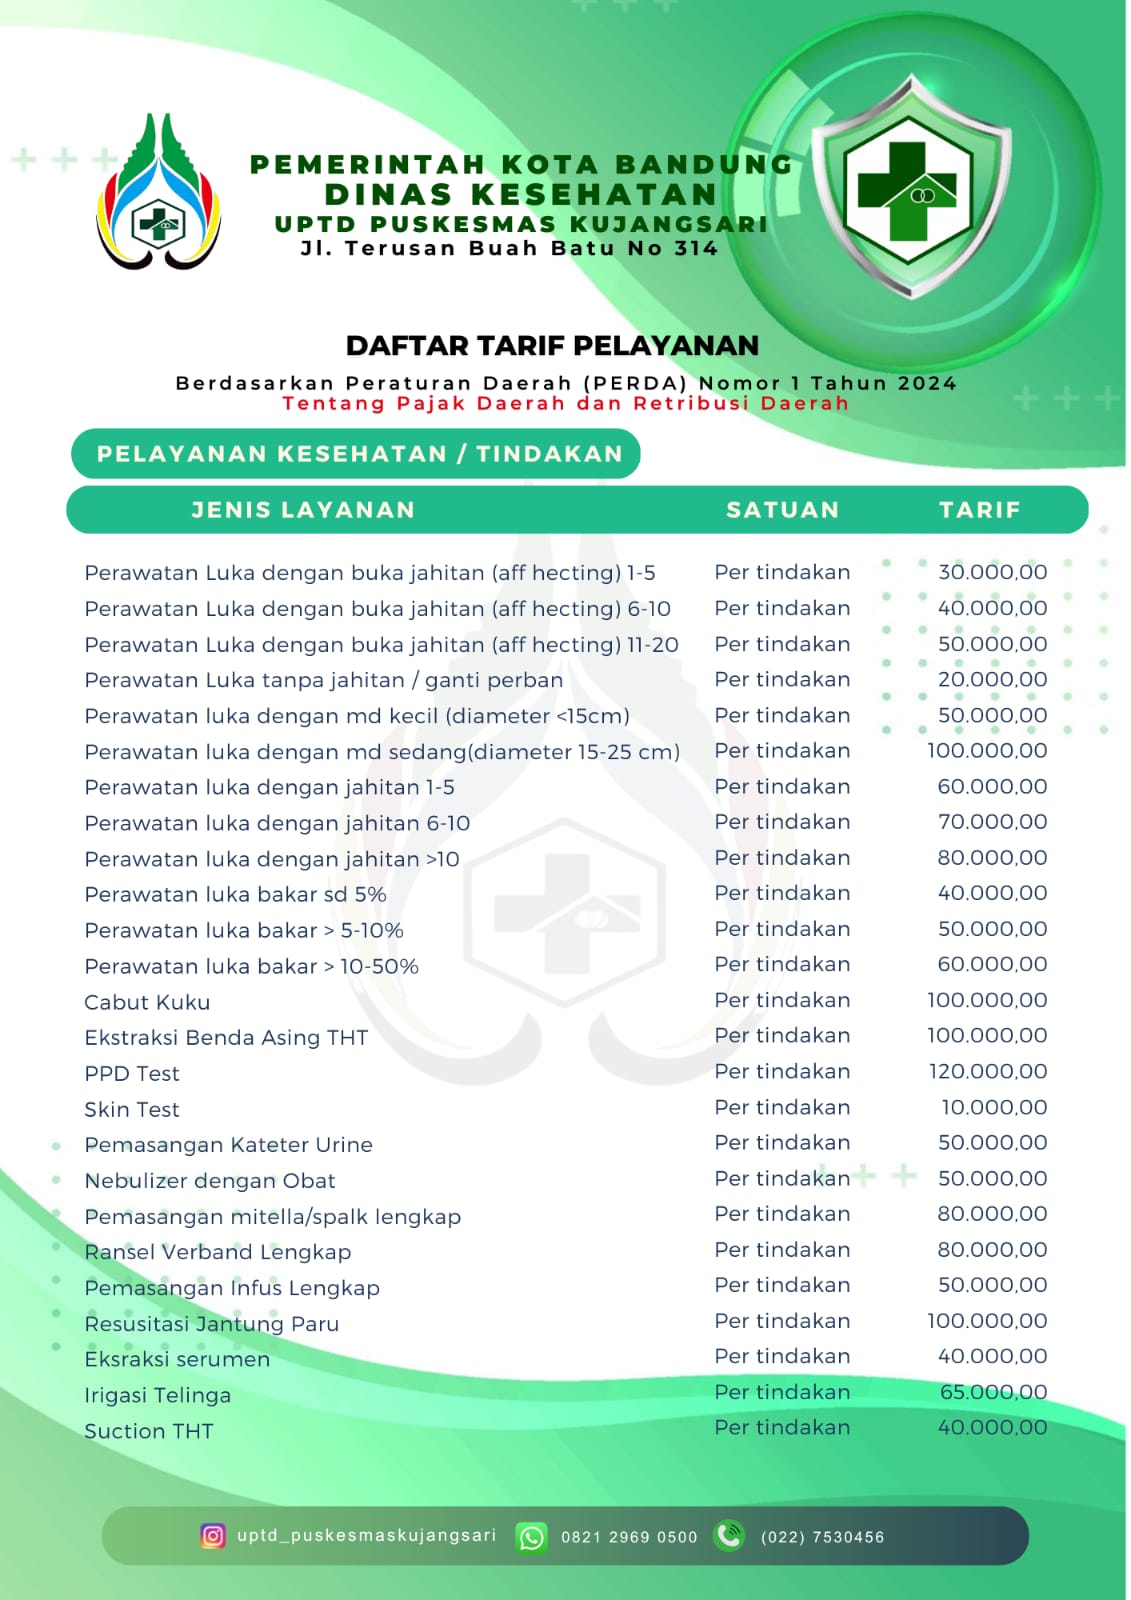 PEMERINTAH KOTA BANDUNG
DINAS KESEHATAN
UPTD PUSKESMAS KUJANGSARI
Jl. Terusan Buah Batu No 314
DAFTAR TARIF PELAYANAN
Berdasarkan Peraturan Daerah (PERDA) Nomor 1 Tahun 2024
Tentang Pajak Daerah dan Retribusi Daerah
PELAYANAN KESEHATAN / TINDAKAN
JENIS LAYANAN SATUAN TARIF
Perawatan Luka dengan buka jahitan (aff hecting) 1-5 Per tindakan 30.000,00
Perawatan Luka dengan buka jahitan (aff hecting) 6-10 Per tindakan 40.000,00
Perawatan Luka dengan buka jahitan (aff hecting) 11-20 Per tindakan 50.000,00
Perawatan Luka tanpa jahitan / ganti perban Per tindakan 20.000,00
Perawatan luka dengan md kecil (diameter <15cm) Per tindakan 50.000,00
Perawatan luka dengan md sedang(diameter 15-25 cm) Per tindakan 100.000,00
Perawatan luka dengan jahitan 1-5 Per tindakan 60.000,00
Perawatan luka dengan jahitan 6-10 Per tindakan 70.000,00
Perawatan luka dengan jahitan >10 Per tindakan 80.000,00
Perawatan luka bakar sd 5% Per tindakan 40.000,00
Perawatan luka bakar > 5-10% Per tindakan 50.000,00
Perawatan luka bakar > 10-50% Per tindakan 60.000,00
Cabut Kuku Per tindakan 100.000,00
Ekstraksi Benda Asing THT Per tindakan 100.000,00
PPD Test Per tindakan 120.000,00
Skin Test Per tindakan 10.000,00
Pemasangan Kateter Urine Per tindakan 50.000,00
Nebulizer dengan Obat Per tindakan 50.000,00
Pemasangan mitella/spalk lengkap Per tindakan 80.000,00
Ransel Verband Lengkap Per tindakan 80.000,00
Pemasangan Infus Lengkap Per tindakan 50.000,00
Resusitasi Jantung Paru Per tindakan 100.000,00
Eksraksi serumen Per tindakan 40.000,00
Irigasi Telinga Per tindakan 65.000,00
Suction THT Per tindakan 40.000,00
uptd_puskesmaskujangsari 0821 2969 0500 (022) 7530456